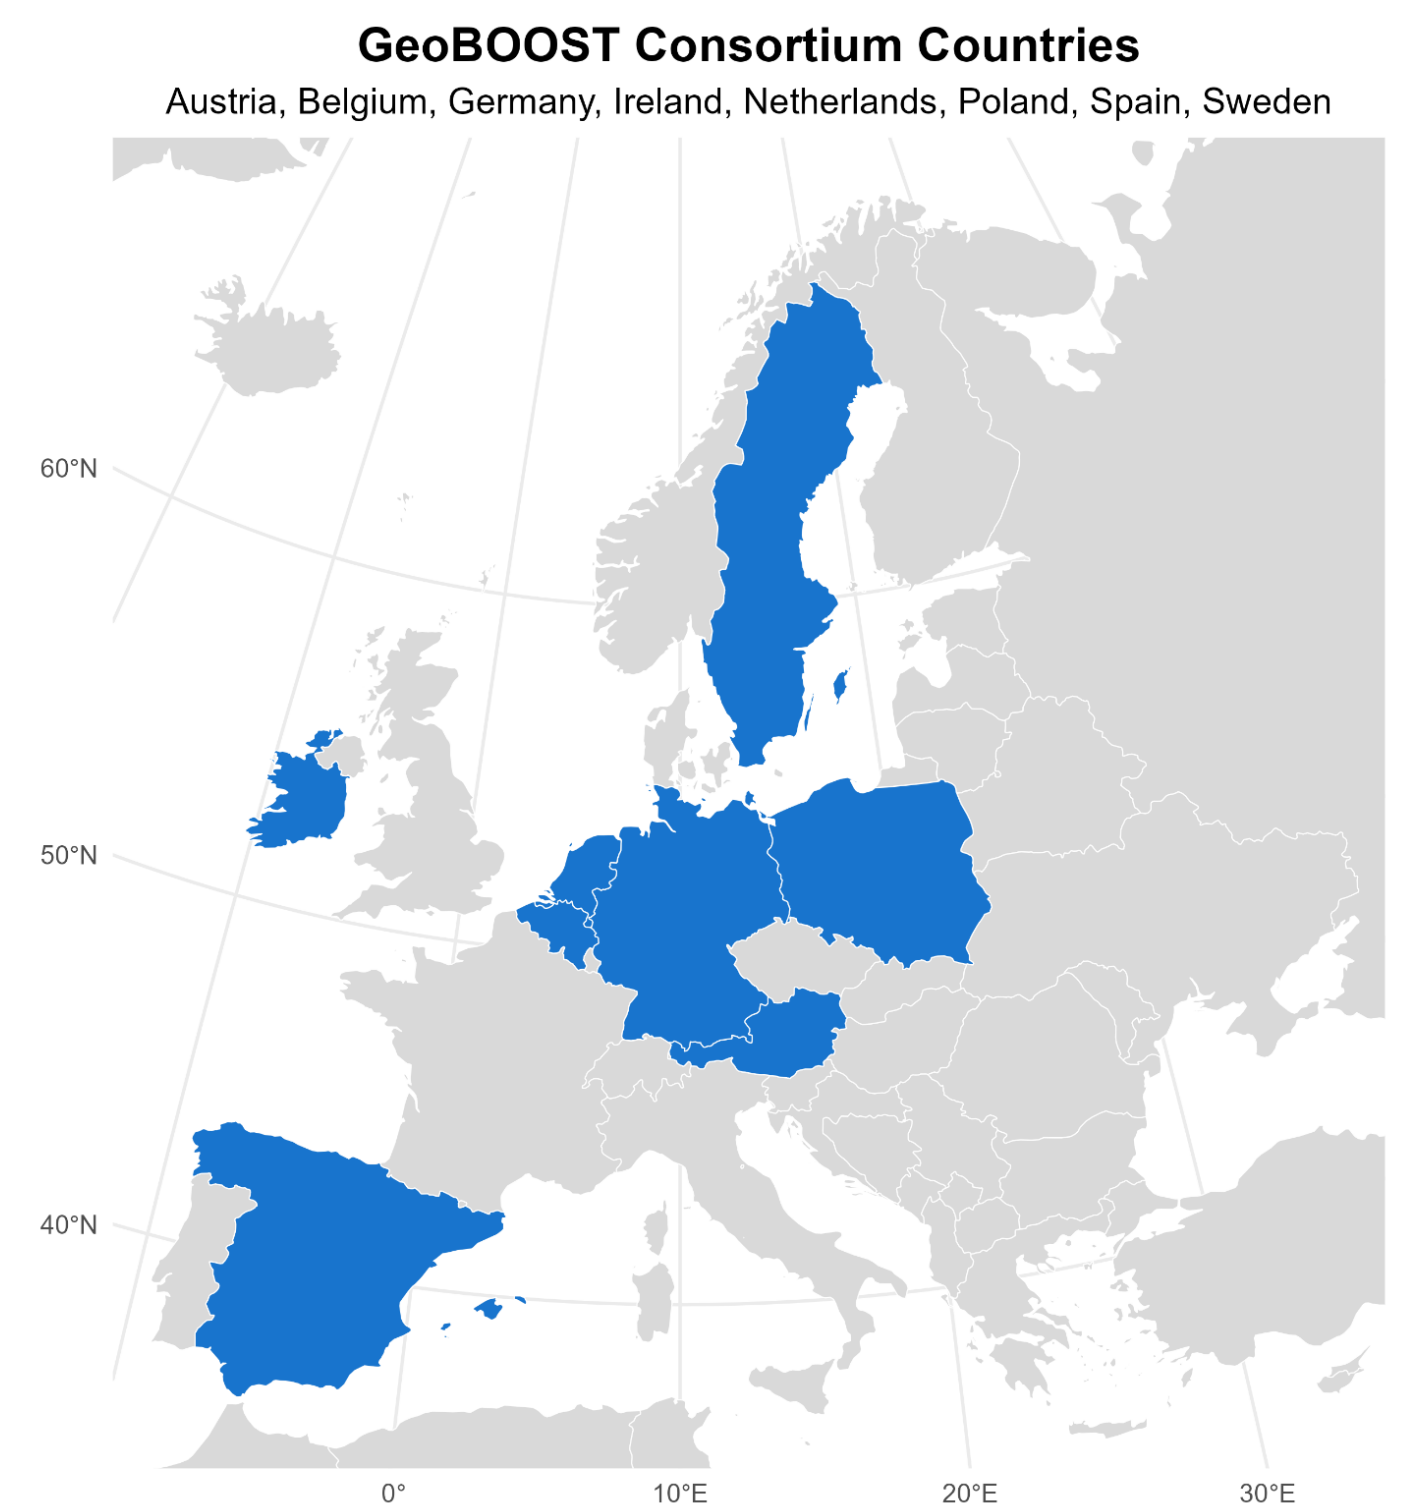 GeoBOOST Consortium Countries
Austria, Belgium, Germany, Ireland, Netherlands, Poland, Spain, Sweden
60°N
50°N
40°N
0° 10°E 20°E 30°E